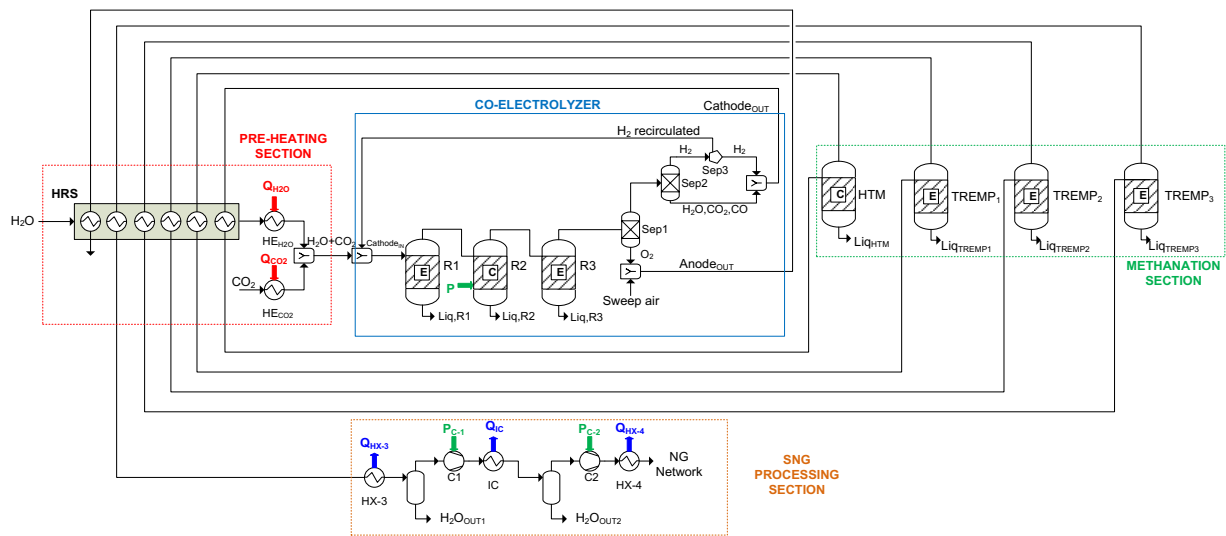 CO-ELECTROLYZER
Cathode_OUT
H₂ recirculated
PRE-HEATING
SECTION
H₂
H₂
Sep3
HRS
Q_H2O
Sep2
C
HTM
E
TREMP₁
E
TREMP₂
E
TREMP₃
H₂O
H₂O,CO₂,CO
HE_H2O
H₂O+CO₂
Cathode_IN
Sep1
Liq_HTM
Liq_TREMP1
Liq_TREMP2
Liq_TREMP3
Q_CO2
E
R1
C
R2
E
R3
O₂
Anode_OUT
METHANATION
SECTION
CO₂
P
Sweep air
HE_CO2
Liq,R1
Liq,R2
Liq,R3
Q_HX-3
P_C-1
Q_IC
P_C-2
Q_HX-4
NG
Network
SNG
PROCESSING
SECTION
HX-3
C1
IC
C2
HX-4
H₂O_OUT1
H₂O_OUT2